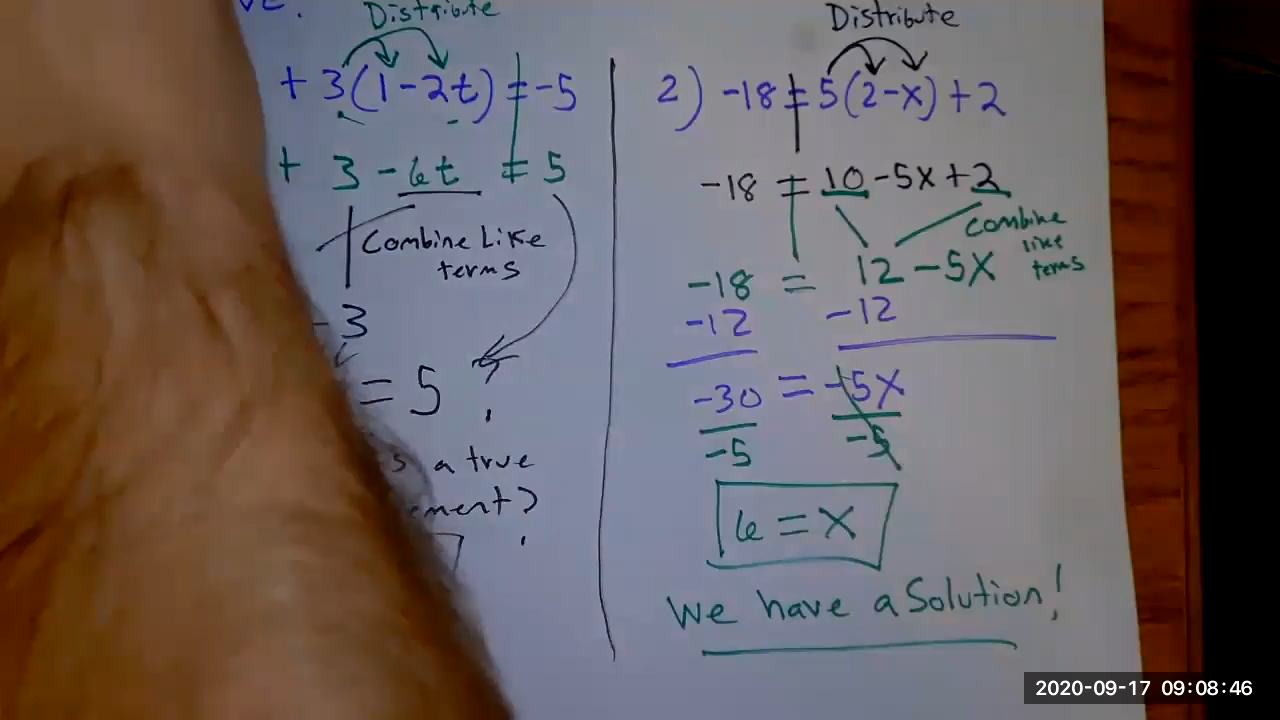 Distribute
+ 3(1-2t) = -5
+ 3 - 6t = 5
Combine Like
terms
-3
= 5 ?
s a true
ement?
Distribute
2) -18 = 5(2-x)+2
-18 = 10-5x+2
combine
like
terms
-18 = 12-5x
-12 -12
-30 = -5x
-5 -5
6 = x
We have a Solution!
2020-09-17 09:08:46